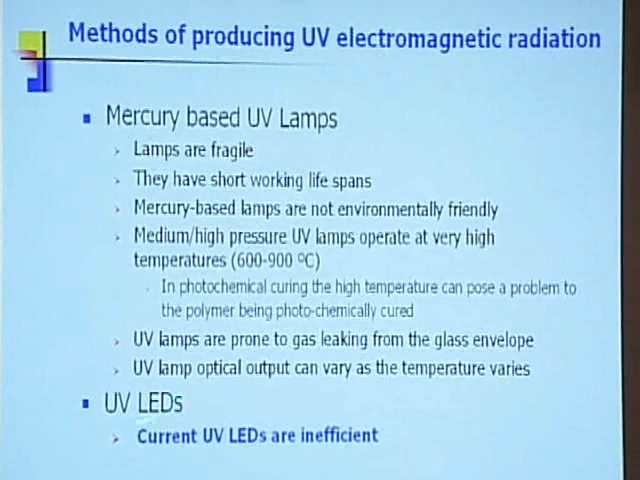 Methods of producing UV electromagnetic radiation
Mercury based UV Lamps
Lamps are fragile
They have short working life spans
Mercury-based lamps are not environmentally friendly
Medium/high pressure UV lamps operate at very high
temperatures (600-900 ºC)
In photochemical curing the high temperature can pose a problem to
the polymer being photo-chemically cured
UV lamps are prone to gas leaking from the glass envelope
UV lamp optical output can vary as the temperature varies
UV LEDs
Current UV LEDs are inefficient